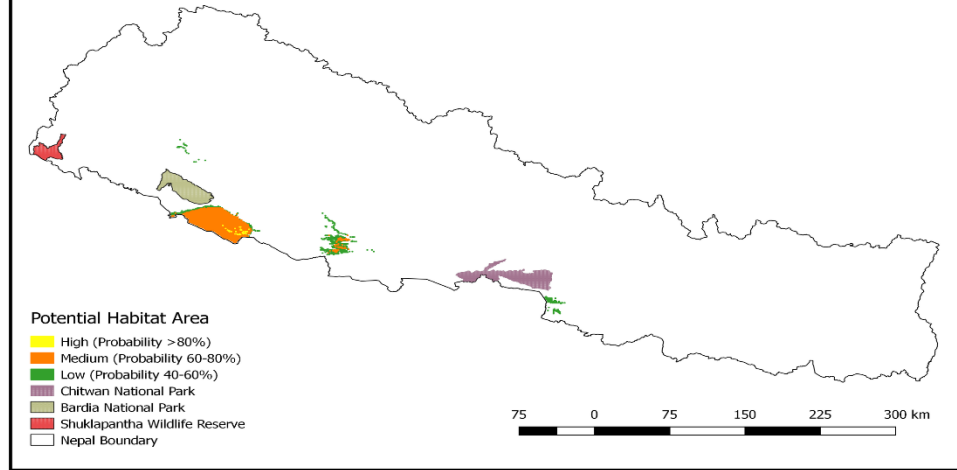 Potential Habitat Area
High (Probability >80%)
Medium (Probability 60-80%)
Low (Probability 40-60%)
Chitwan National Park
Bardia National Park
Shuklapantha Wildlife Reserve
Nepal Boundary
75 0 75 150 225 300 km